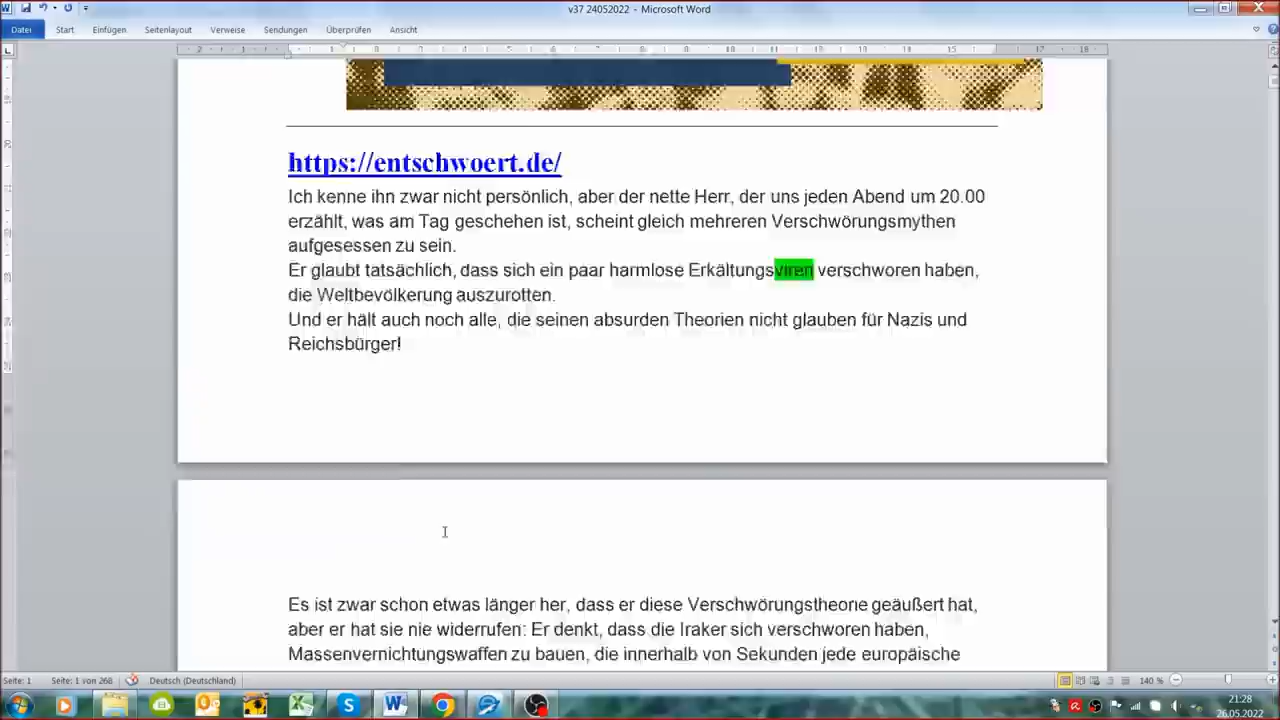 v37 24052022 - Microsoft Word
Datei Start Einfügen Seitenlayout Verweise Sendungen Überprüfen Ansicht
https://entschwoert.de/
Ich kenne ihn zwar nicht persönlich, aber der nette Herr, der uns jeden Abend um 20.00
erzählt, was am Tag geschehen ist, scheint gleich mehreren Verschwörungsmythen
aufgesessen zu sein.
Er glaubt tatsächlich, dass sich ein paar harmlose Erkältungsviren verschworen haben,
die Weltbevölkerung auszurotten.
Und er hält auch noch alle, die seinen absurden Theorien nicht glauben für Nazis und
Reichsbürger!
Es ist zwar schon etwas länger her, dass er diese Verschwörungstheorie geäußert hat,
aber er hat sie nie widerrufen: Er denkt, dass die Iraker sich verschworen haben,
Massenvernichtungswaffen zu bauen, die innerhalb von Sekunden jede europäische
Seite: 1 Seite: 1 von 268 Deutsch (Deutschland) 140 %
21:28
26.05.2022